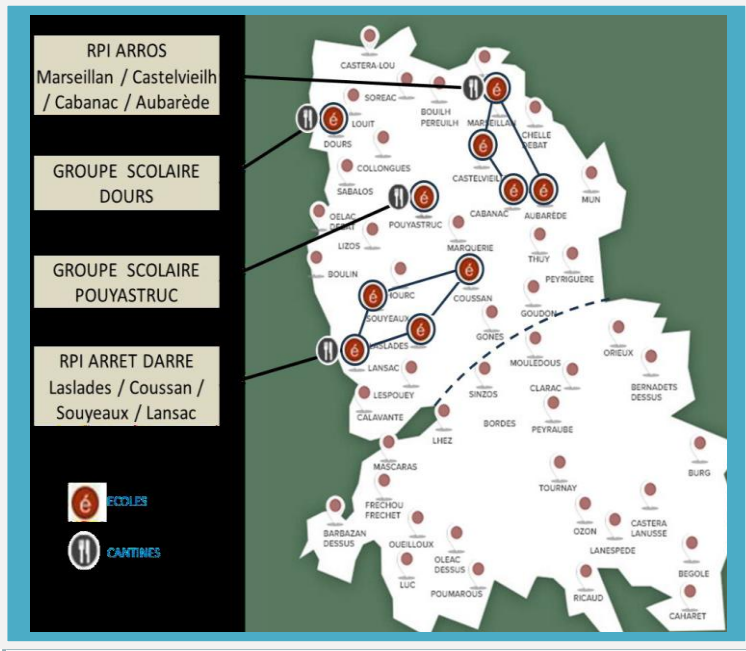 RPI ARROS
Marseillan / Castelvieilh
/ Cabanac / Aubarède
GROUPE SCOLAIRE
DOURS
GROUPE SCOLAIRE
POUYASTRUC
RPI ARRET DARRE
Laslades / Coussan /
Souyeaux / Lansac
ECOLES
CANTINES
CASTERA-LOU
SOREAC
BOUILH
PEREUILH
MARSEILLAN
LOUIT
DOURS
CHELLE
DEBAT
COLLONGUES
CASTELVIEILH
SABALOS
MUN
CABANAC
AUBARÈDE
OELAC
DEBAT
POUYASTRUC
LIZOS
MARQUERIE
THUY
BOULIN
PEYRIGUÈRE
HOURC
COUSSAN
GOUDON
SOUYEAUX
GONES
LASLADES
MOULEDOUS
ORIEUX
LANSAC
CLARAC
BERNADETS
DESSUS
LESPOUEY
SINZOS
CALAVANTE
BORDES
PEYRAUBE
LHEZ
MASCARAS
BURG
TOURNAY
FRECHOU
FRECHET
CASTERA
LANUSSE
BARBAZAN
DESSUS
OUEILLOUX
OZON
LANESPEDE
OLEAC
DESSUS
BEGOLE
LUC
POUMAROUS
RICAUD
CAHARET
é
é
é
é
é
é
é
é
é
é
é